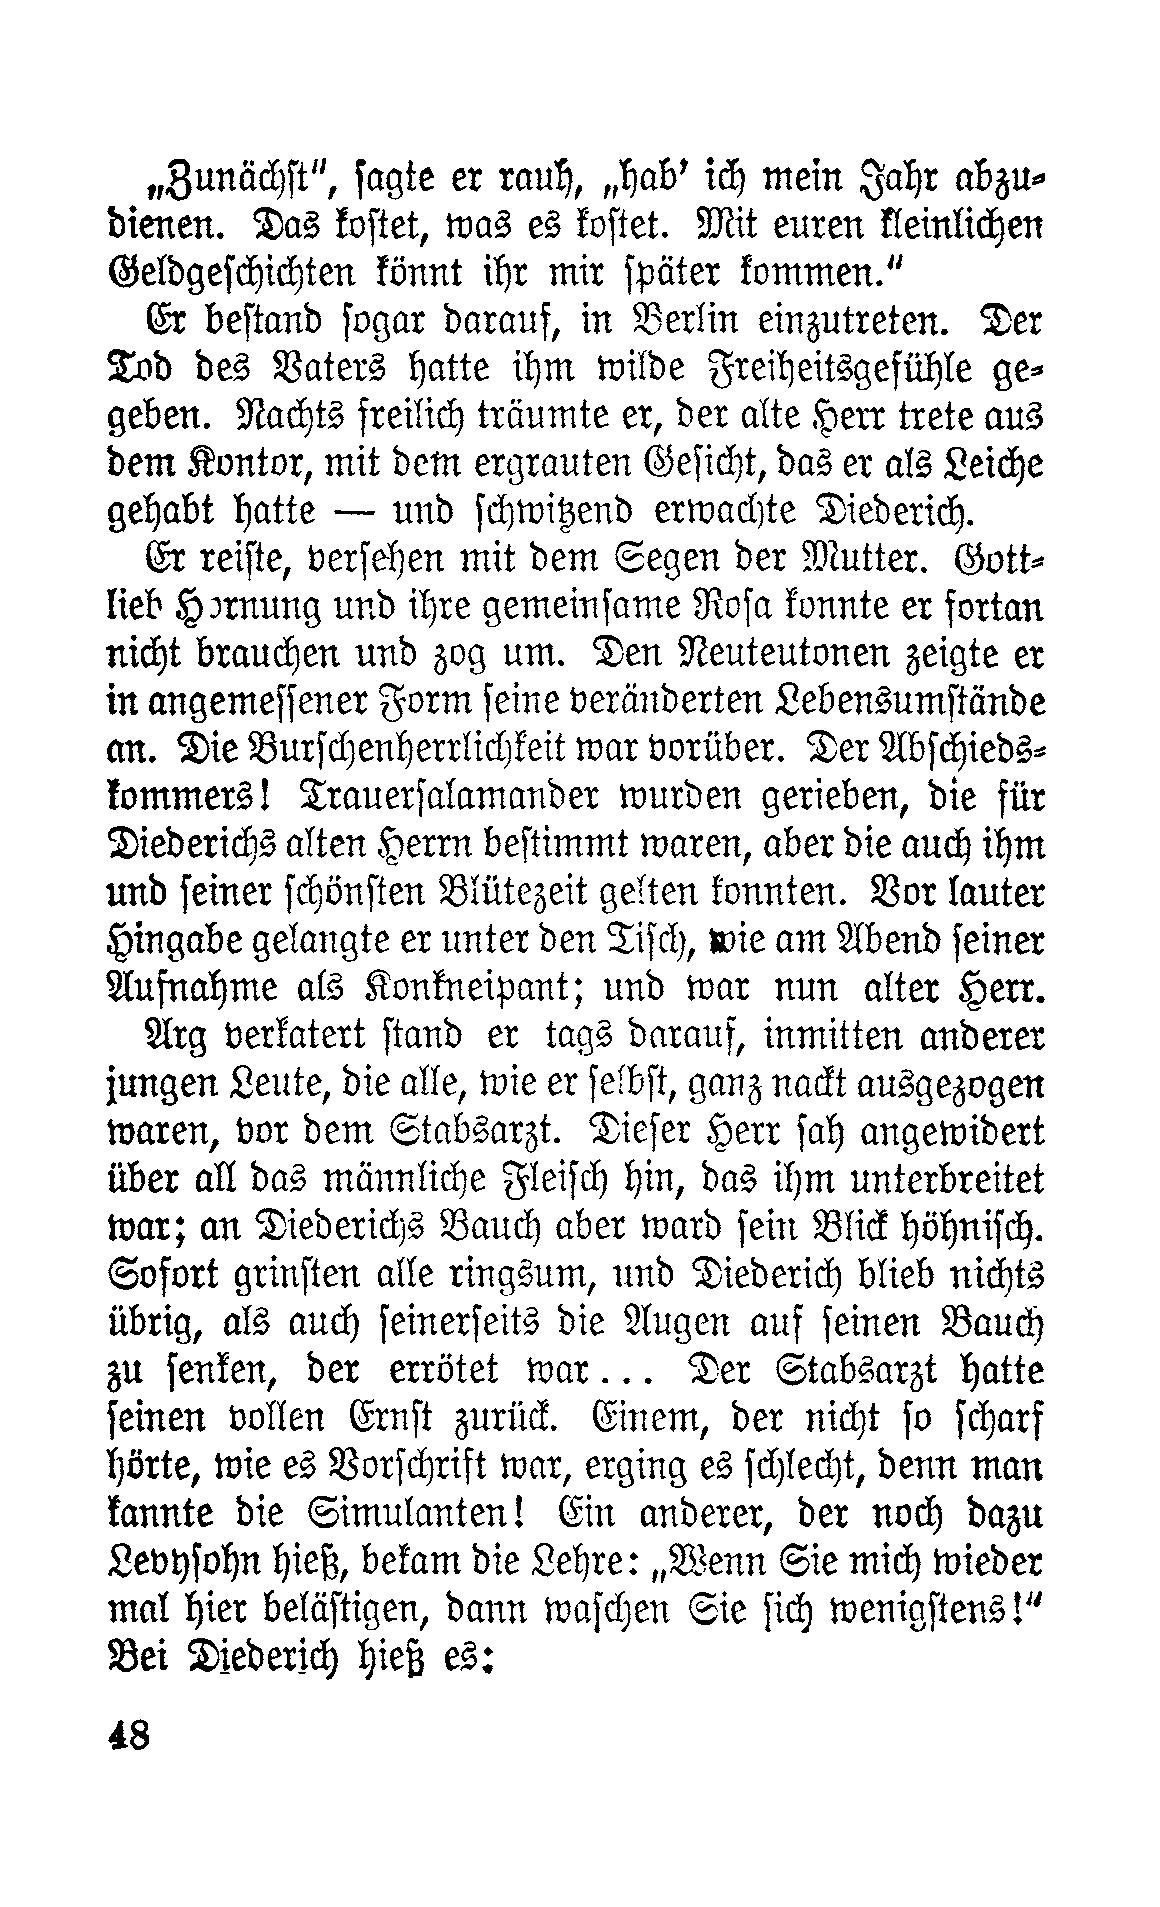 „Zunächſt", ſagte er rauh, „hab' ich mein Jahr abzu-
dienen. Das koſtet, was es koſtet. Mit euren kleinlichen
Geldgeſchichten könnt ihr mir ſpäter kommen."
Er beſtand ſogar darauf, in Berlin einzutreten. Der
Tod des Vaters hatte ihm wilde Freiheitsgefühle ge-
geben. Nachts freilich träumte er, der alte Herr trete aus
dem Kontor, mit dem ergrauten Geſicht, das er als Leiche
gehabt hatte — und ſchwitzend erwachte Diederich.
Er reiſte, verſehen mit dem Segen der Mutter. Gott-
lieb Hornung und ihre gemeinſame Roſa konnte er fortan
nicht brauchen und zog um. Den Neuteutonen zeigte er
in angemeſſener Form ſeine veränderten Lebensumſtände
an. Die Burſchenherrlichkeit war vorüber. Der Abſchieds-
kommers! Trauerſalamander wurden gerieben, die für
Diederichs alten Herrn beſtimmt waren, aber die auch ihm
und ſeiner ſchönſten Blütezeit gelten konnten. Vor lauter
Hingabe gelangte er unter den Tiſch, wie am Abend ſeiner
Aufnahme als Konkneipant; und war nun alter Herr.
Arg verkatert ſtand er tags darauf, inmitten anderer
jungen Leute, die alle, wie er ſelbſt, ganz nackt ausgezogen
waren, vor dem Stabsarzt. Dieſer Herr ſah angewidert
über all das männliche Fleiſch hin, das ihm unterbreitet
war; an Diederichs Bauch aber ward ſein Blick höhniſch.
Sofort grinſten alle ringsum, und Diederich blieb nichts
übrig, als auch ſeinerſeits die Augen auf ſeinen Bauch
zu ſenken, der errötet war... Der Stabsarzt hatte
ſeinen vollen Ernſt zurück. Einem, der nicht ſo ſcharf
hörte, wie es Vorſchrift war, erging es ſchlecht, denn man
kannte die Simulanten! Ein anderer, der noch dazu
Levyſohn hieß, bekam die Lehre: „Wenn Sie mich wieder
mal hier beläſtigen, dann waſchen Sie ſich wenigſtens!"
Bei Diederich hieß es:
48